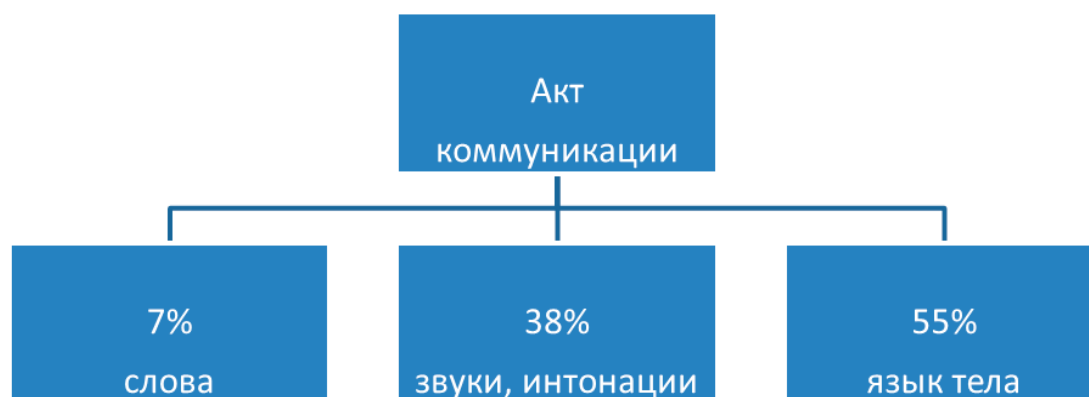 Акт
коммуникации
7%
слова
38%
звуки, интонации
55%
язык тела